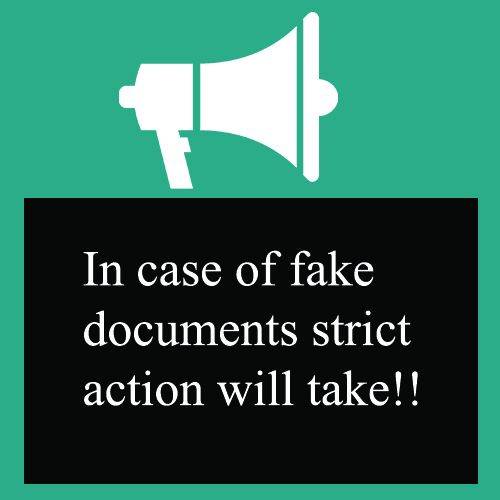 In case of fake
documents strict
action will take!!